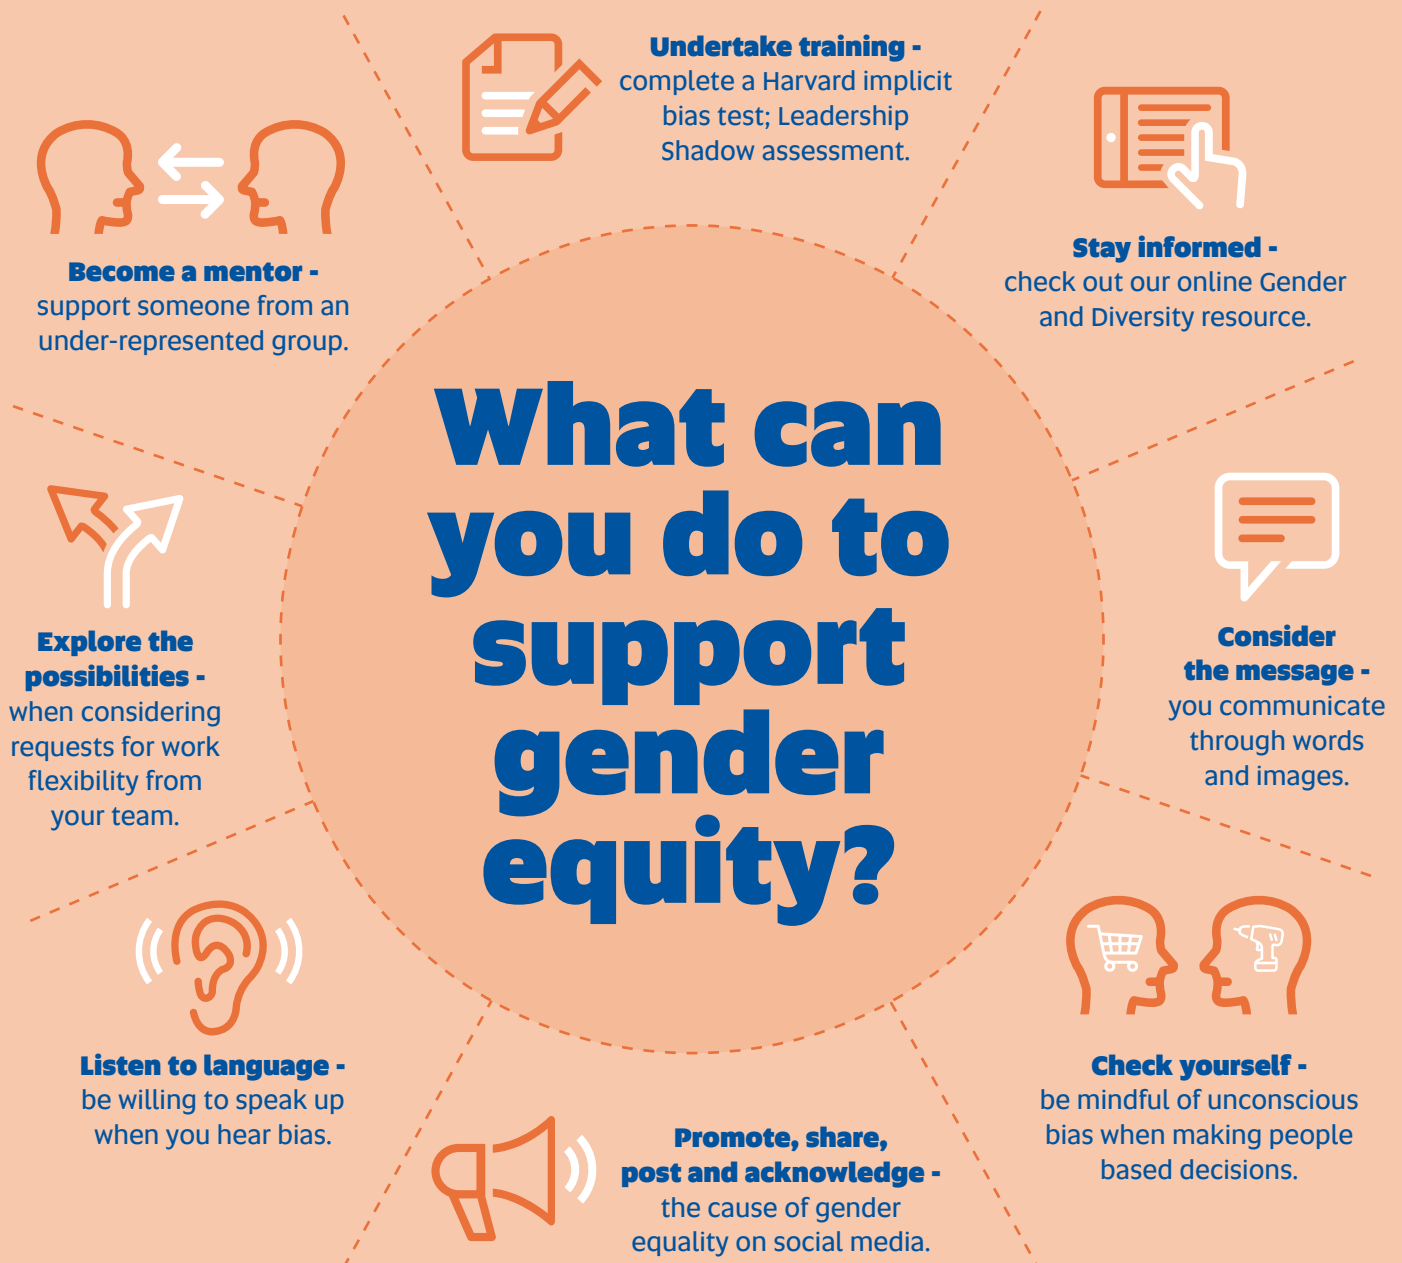 What can
you do to
support
gender
equity?
Undertake training -
complete a Harvard implicit
bias test; Leadership
Shadow assessment.
Stay informed -
check out our online Gender
and Diversity resource.
Consider
the message -
you communicate
through words
and images.
Check yourself -
be mindful of unconscious
bias when making people
based decisions.
Promote, share,
post and acknowledge -
the cause of gender
equality on social media.
Listen to language -
be willing to speak up
when you hear bias.
Explore the
possibilities -
when considering
requests for work
flexibility from
your team.
Become a mentor -
support someone from an
under-represented group.